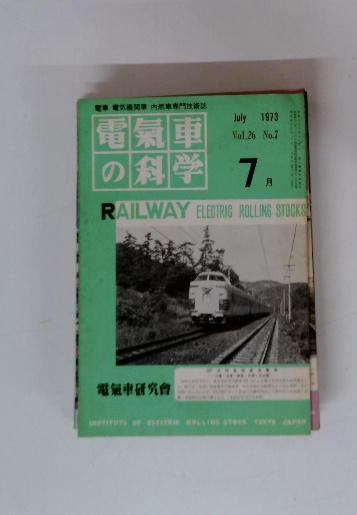 電車 電気機関車 内燃車専門技術誌
電氣車
の科学
July 1973
Vol.26 No.7
7月
RAILWAY ELECTRIC ROLLING STOCKS
電氣車研究會
INSTITUTE OF ELECTRIC ROLLING STOCK TOKYO JAPAN